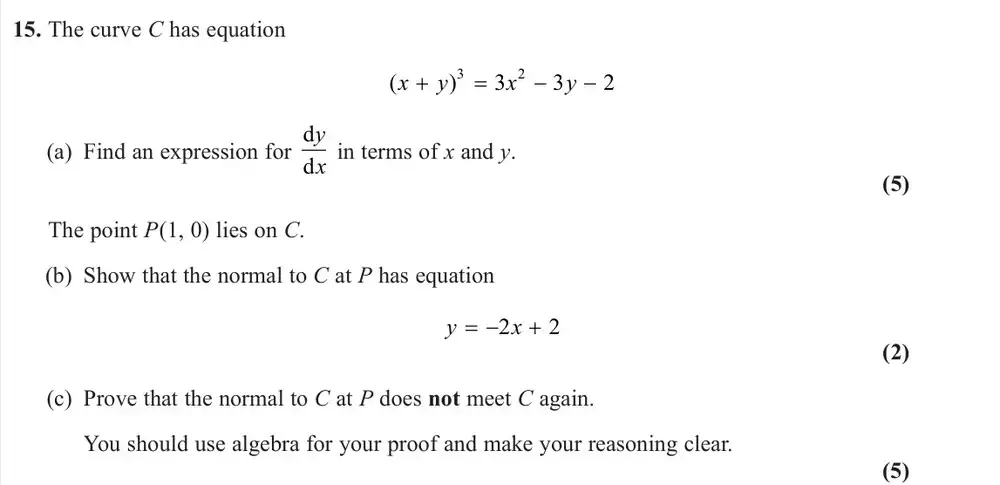 15. The curve C has equation
(x + y)³ = 3x² − 3y − 2
(a) Find an expression for dy/dx in terms of x and y.
(5)
The point P(1, 0) lies on C.
(b) Show that the normal to C at P has equation
y = −2x + 2
(2)
(c) Prove that the normal to C at P does not meet C again.
You should use algebra for your proof and make your reasoning clear.
(5)